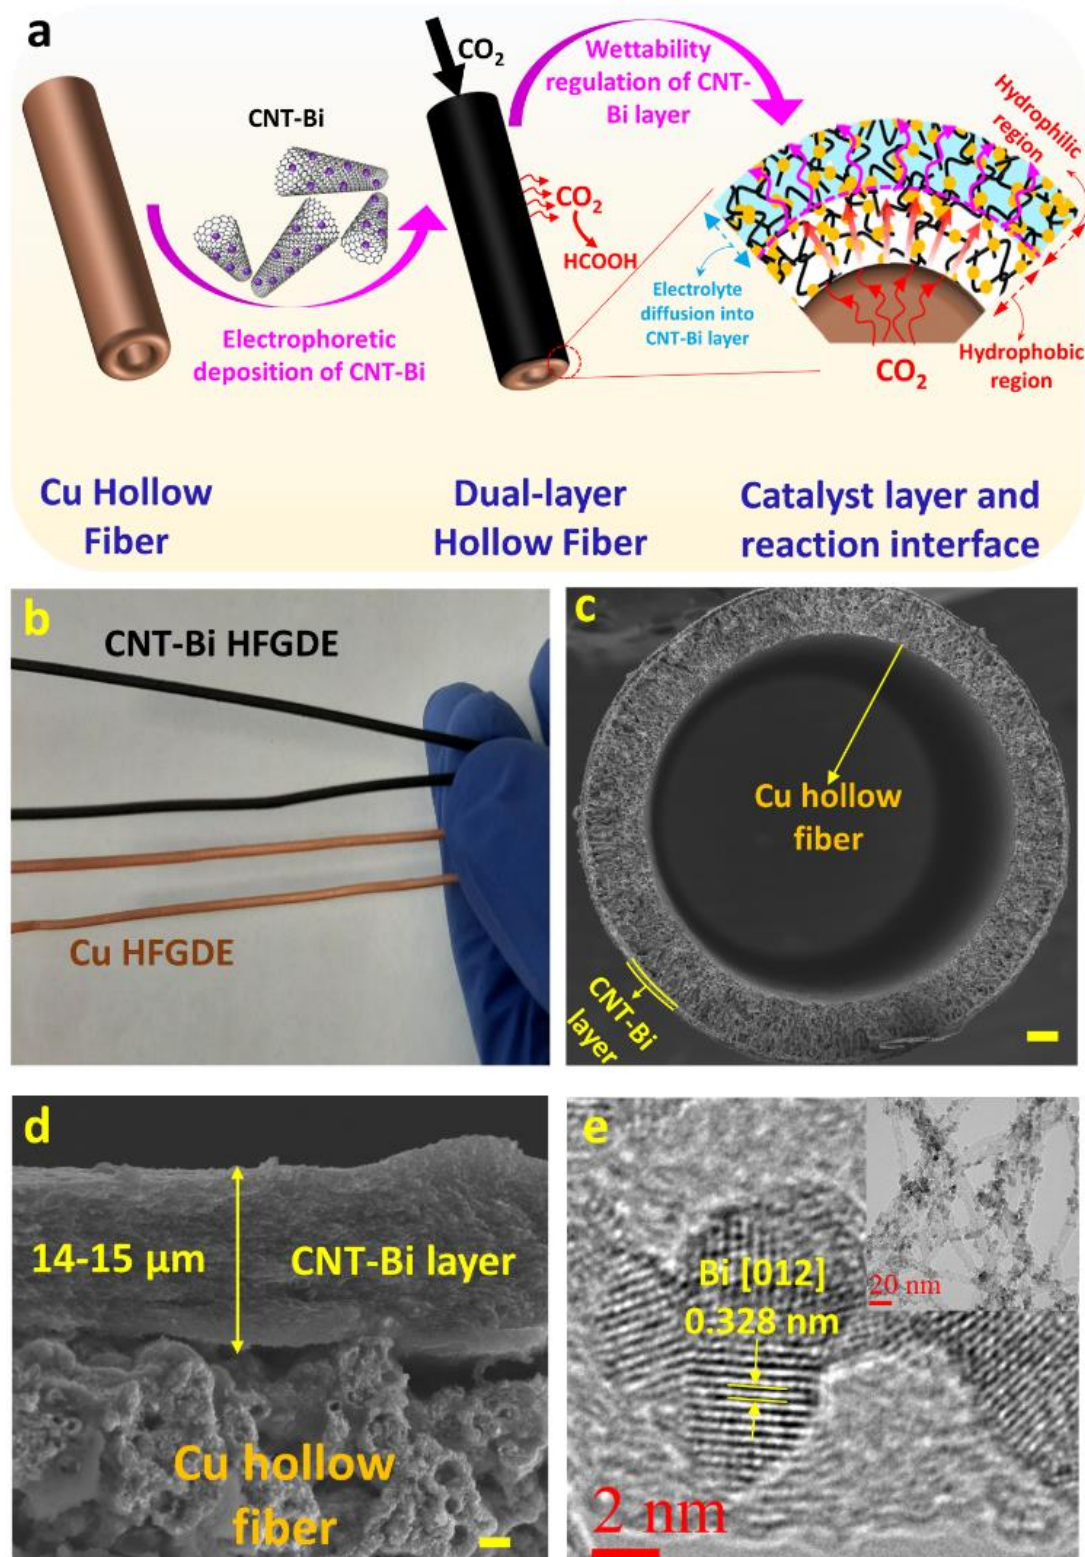 a
CO₂
CNT-Bi
Wettability
regulation of CNT-
Bi layer
Hydrophilic
region
CO₂
HCOOH
Electrophoretic
deposition of CNT-Bi
Electrolyte
diffusion into
CNT-Bi layer
CO₂
Hydrophobic
region
Cu Hollow
Fiber
Dual-layer
Hollow Fiber
Catalyst layer and
reaction interface
b
CNT-Bi HFGDE
Cu HFGDE
c
Cu hollow
fiber
CNT-Bi
layer
d
14-15 μm
CNT-Bi layer
Cu hollow
fiber
e
Bi [012]
0.328 nm
20 nm
2 nm